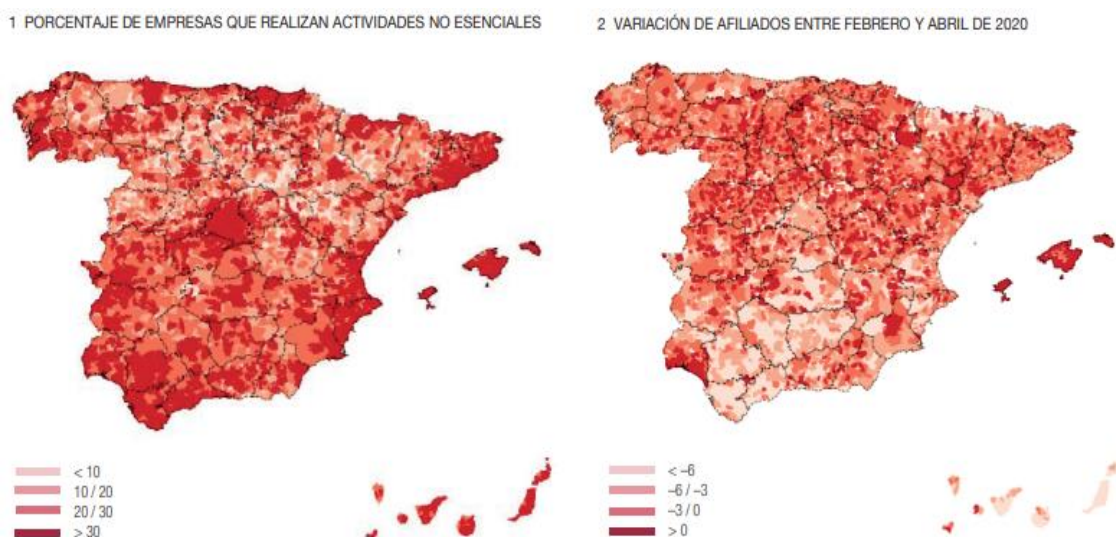 1 PORCENTAJE DE EMPRESAS QUE REALIZAN ACTIVIDADES NO ESENCIALES
2 VARIACIÓN DE AFILIADOS ENTRE FEBRERO Y ABRIL DE 2020
< 10
10 / 20
20 / 30
> 30
< –6
–6 / –3
–3 / 0
> 0